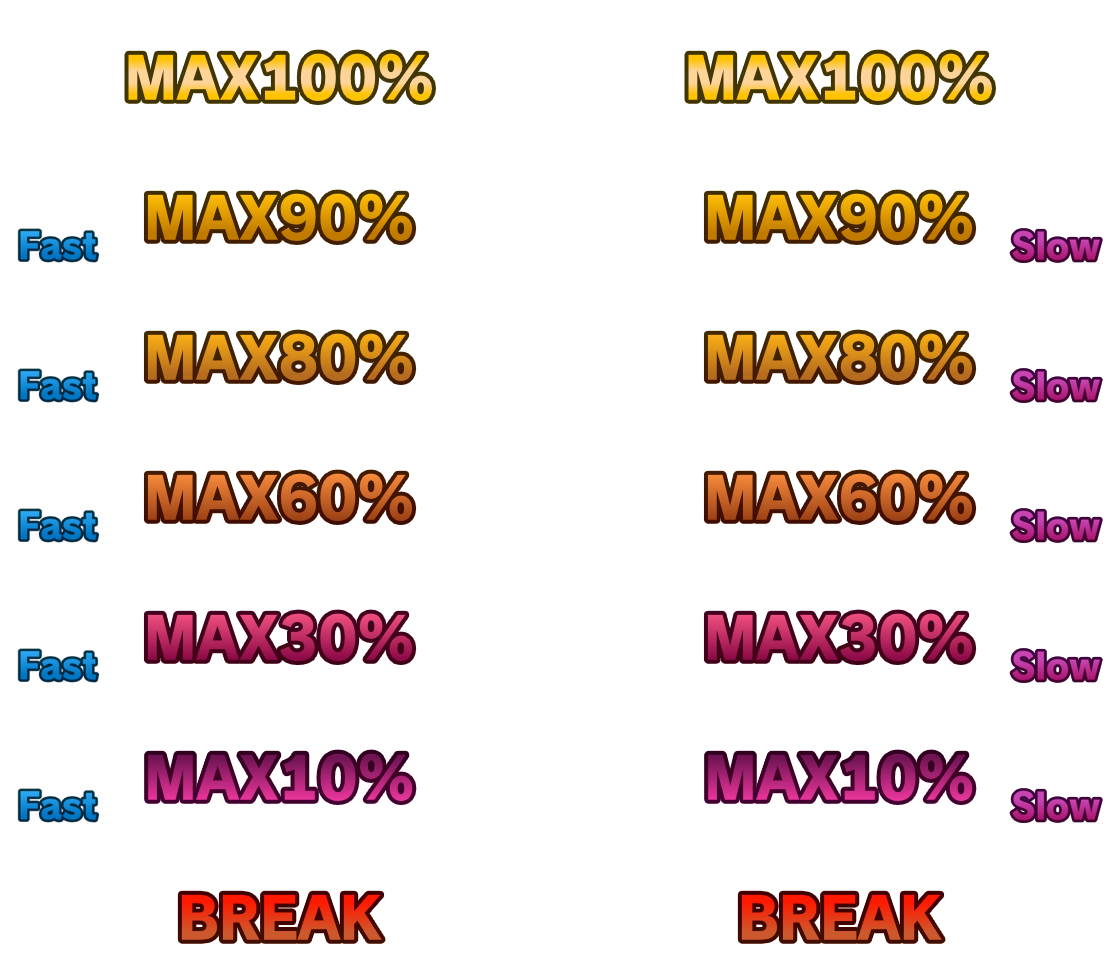 MAX100% MAX100%
Fast MAX90% MAX90% Slow
Fast MAX80% MAX80% Slow
Fast MAX60% MAX60% Slow
Fast MAX30% MAX30% Slow
Fast MAX10% MAX10% Slow
BREAK BREAK